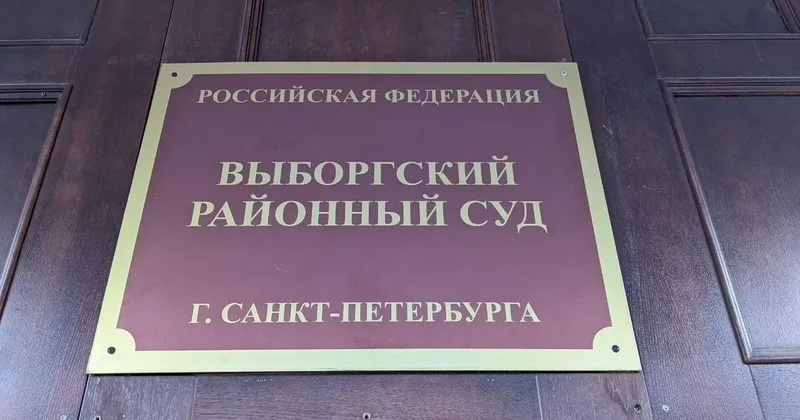 РОССИЙСКАЯ ФЕДЕРАЦИЯ
ВЫБОРГСКИЙ
РАЙОННЫЙ СУД
Г. САНКТ-ПЕТЕРБУРГА